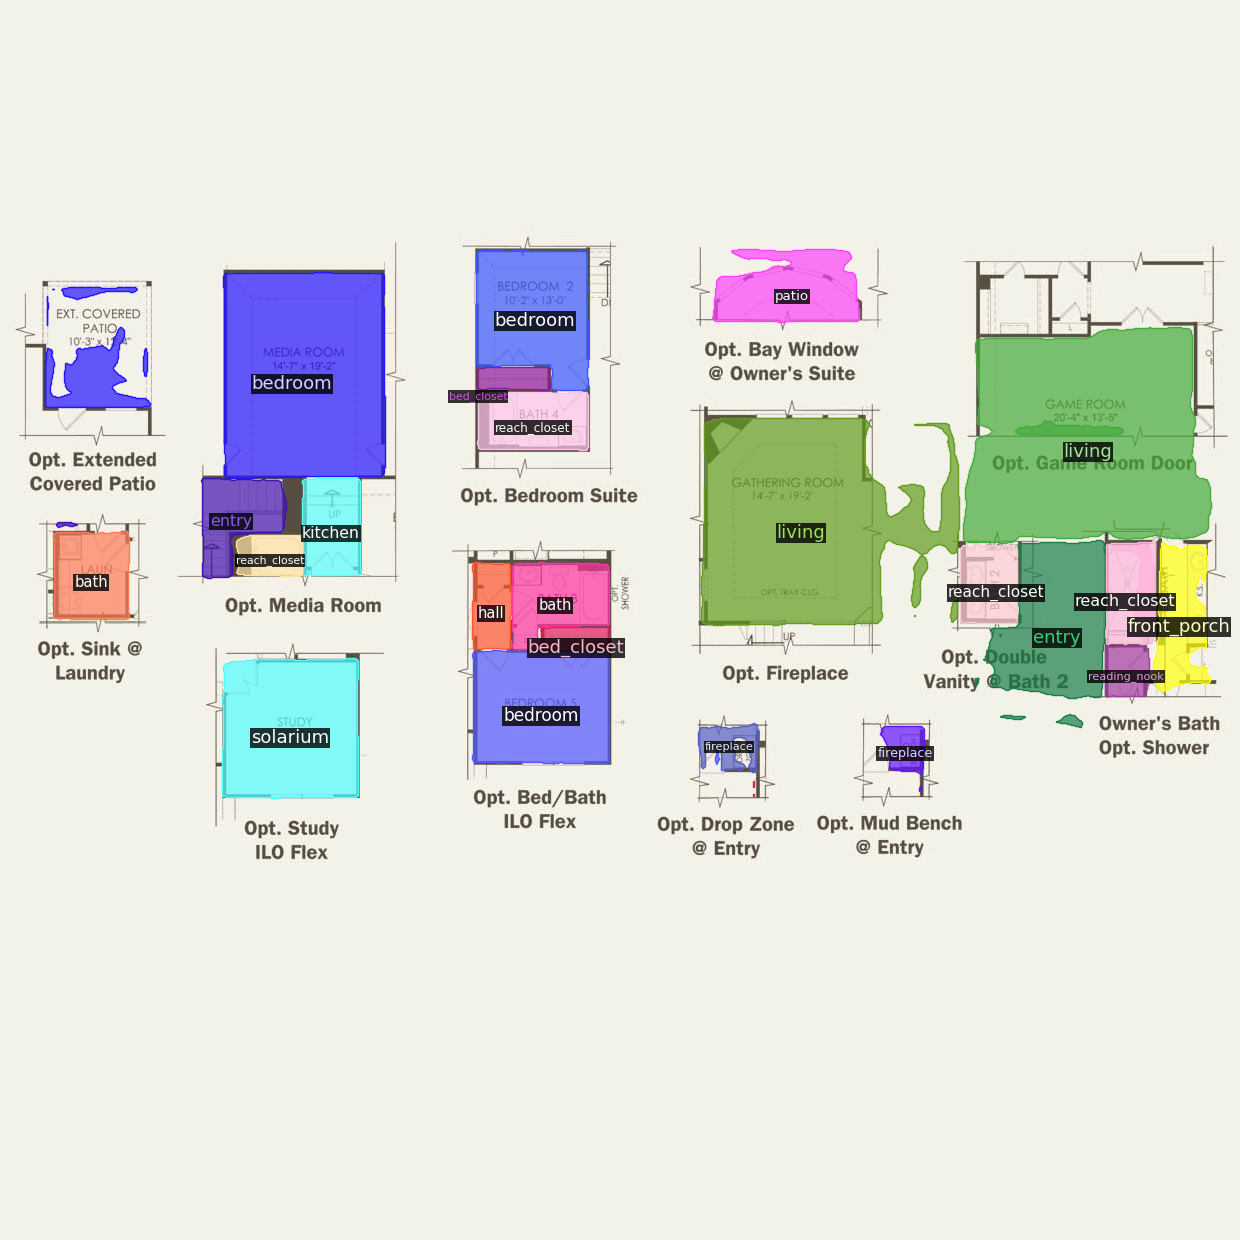 EXT. COVERED
PATIO
bedroom
MEDIA ROOM
14'-7" x 19'-2"
bedroom
entry
kitchen
UP
reach_closet
Opt. Extended
Covered Patio
LAUN
bath
Opt. Sink @
Laundry
Opt. Media Room
STUDY
solarium
Opt. Study
ILO Flex
BEDROOM 2
10'-2" x 13'-0"
bedroom
D
bed_closet
BATH 4
reach_closet
Opt. Bedroom Suite
P
hall
bath
OPT.
SHOWER
bed_closet
BEDROOM 5
bedroom
Opt. Bed/Bath
ILO Flex
patio
Opt. Bay Window
@ Owner's Suite
GATHERING ROOM
14'-7" x 19'-2"
living
OPT. TRAY CLG.
UP
Opt. Fireplace
fireplace
Opt. Drop Zone
@ Entry
fireplace
Opt. Mud Bench
@ Entry
L
GAME ROOM
20'-4" x 13'-5"
living
Opt. Game Room Door
SHOWER
reach_closet
entry
Opt. Double
Vanity @ Bath 2
reach_closet
K.S.
front_porch
reading_nook
Owner's Bath
Opt. Shower